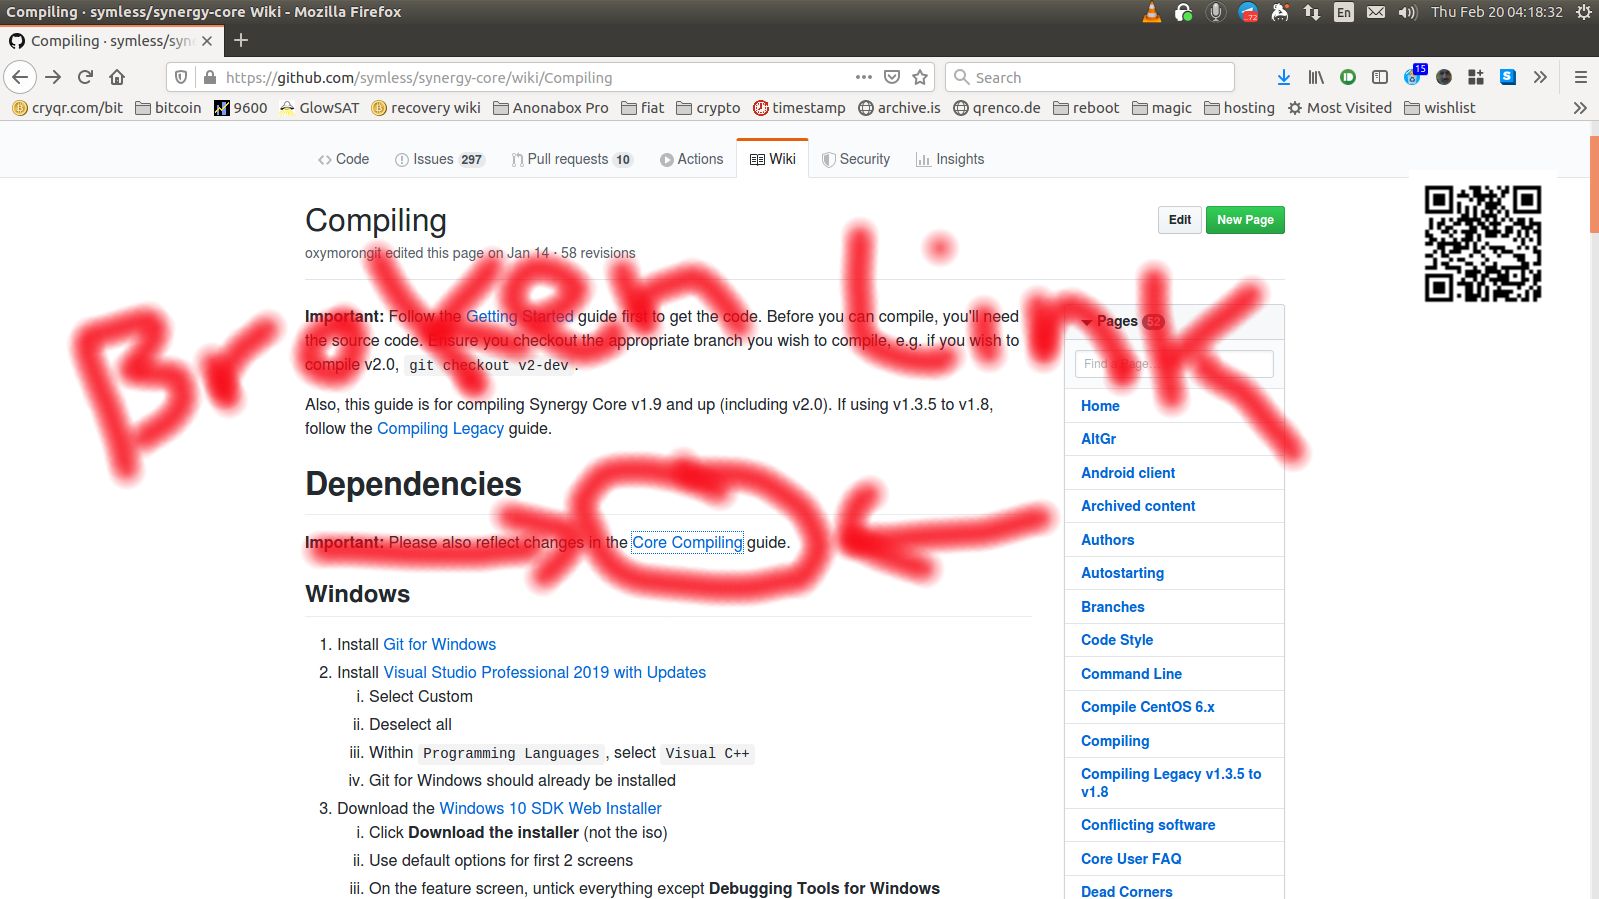 Compiling · symless/synergy-core Wiki - Mozilla Firefox
72
En
Thu Feb 20 04:18:32
Compiling · symless/syn
https://github.com/symless/synergy-core/wiki/Compiling
Search
15
cryqr.com/bit bitcoin 9600 GlowSAT recovery wiki Anonabox Pro fiat crypto timestamp archive.is qrenco.de reboot magic hosting Most Visited wishlist
Code Issues 297 Pull requests 10 Actions Wiki Security Insights
Compiling
Edit New Page
oxymorongit edited this page on Jan 14 · 58 revisions
Broken Link
Important: Follow the Getting Started guide first to get the code. Before you can compile, you'll need
the source code. Ensure you checkout the appropriate branch you wish to compile, e.g. if you wish to
compile v2.0, git checkout v2-dev.
Also, this guide is for compiling Synergy Core v1.9 and up (including v2.0). If using v1.3.5 to v1.8,
follow the Compiling Legacy guide.
Dependencies
Important: Please also reflect changes in the Core Compiling guide.
Windows
1. Install Git for Windows
2. Install Visual Studio Professional 2019 with Updates
i. Select Custom
ii. Deselect all
iii. Within Programming Languages, select Visual C++
iv. Git for Windows should already be installed
3. Download the Windows 10 SDK Web Installer
i. Click Download the installer (not the iso)
ii. Use default options for first 2 screens
iii. On the feature screen, untick everything except Debugging Tools for Windows
Pages 52
Find a Page...
Home
AltGr
Android client
Archived content
Authors
Autostarting
Branches
Code Style
Command Line
Compile CentOS 6.x
Compiling
Compiling Legacy v1.3.5 to
v1.8
Conflicting software
Core User FAQ
Dead Corners